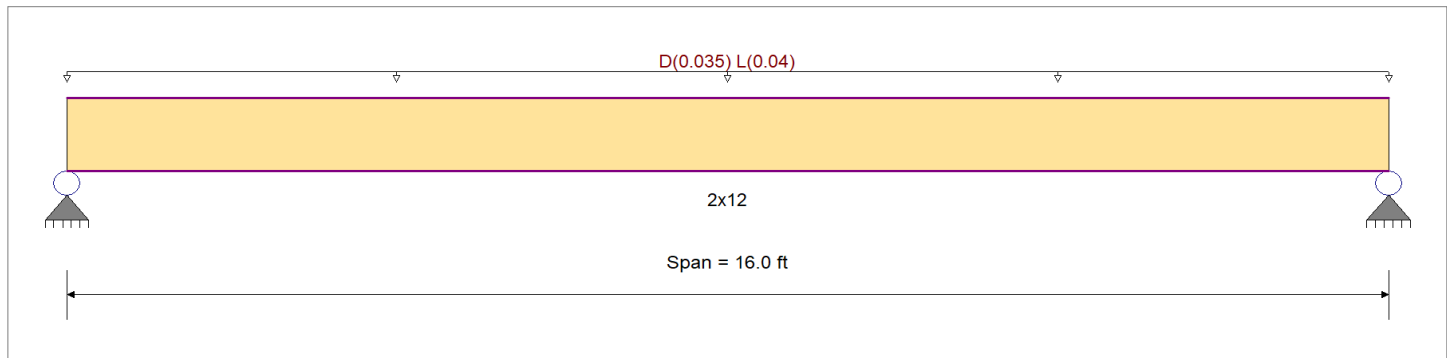 D(0.035) L(0.04)
2x12
Span = 16.0 ft